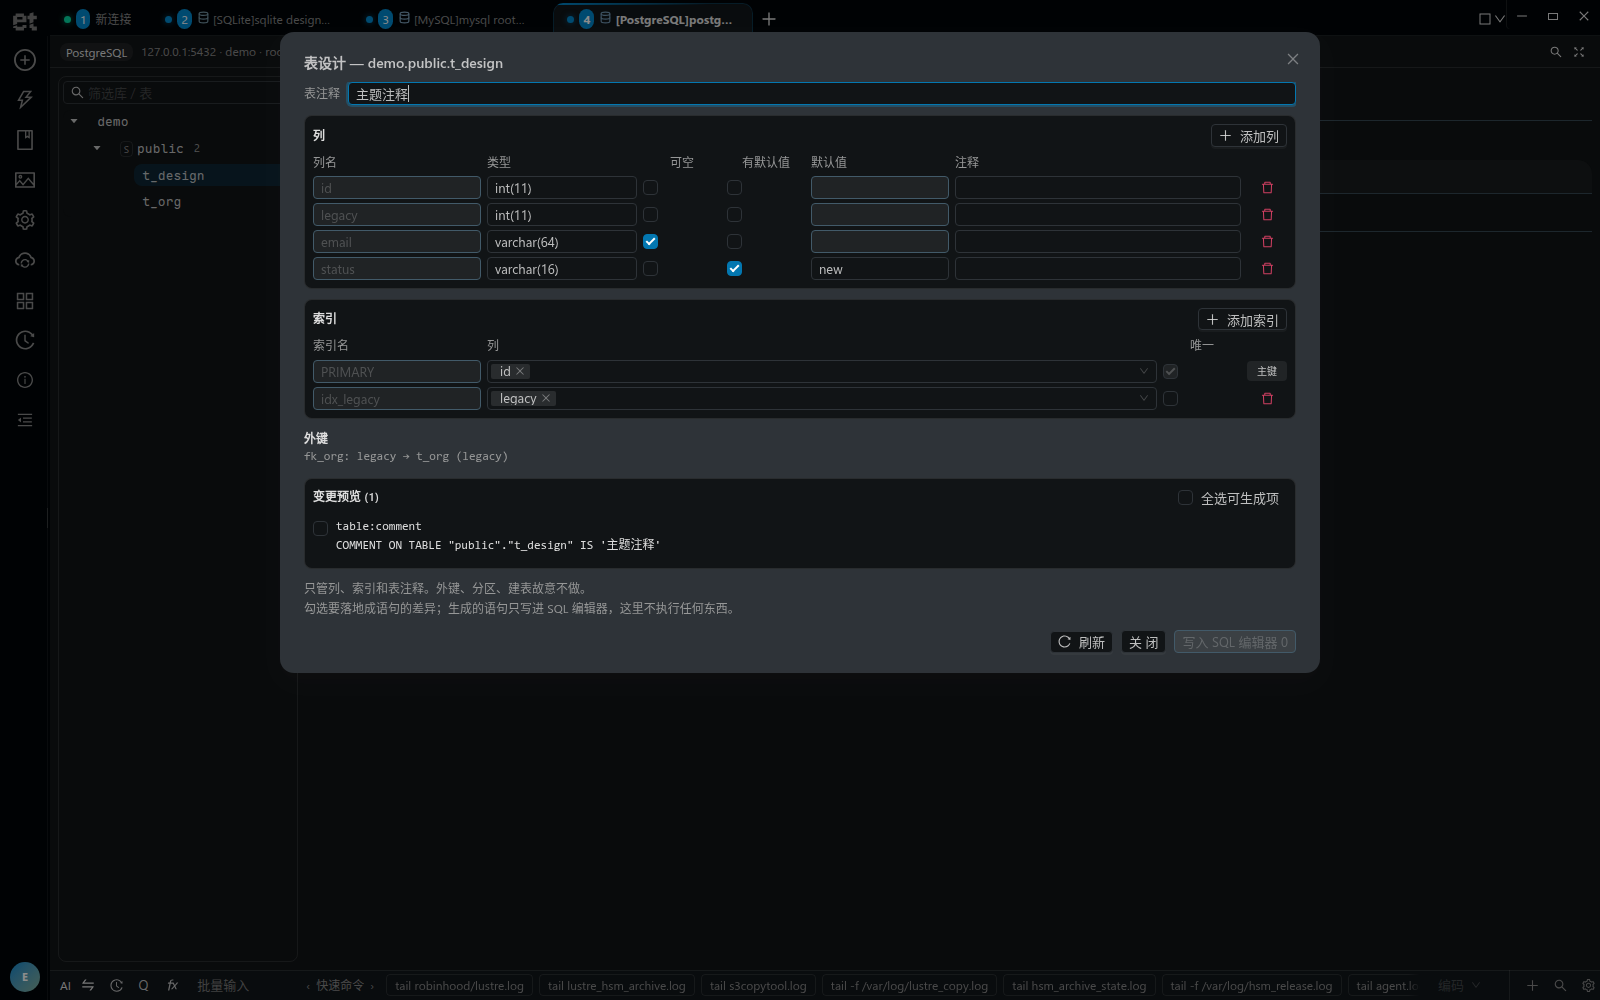 et
1 新连接
2 [SQLite]sqlite design...
3 [MySQL]mysql root...
4 [PostgreSQL]postg...
PostgreSQL 127.0.0.1:5432 · demo
筛选库 / 表
demo
S public 2
t_design
t_org
表设计 — demo.public.t_design
表注释 主题注释
列
添加列
列名 类型 可空 有默认值 默认值 注释
id int(11)
legacy int(11)
email varchar(64)
status varchar(16) new
索引
添加索引
索引名 列 唯一
PRIMARY id 主键
idx_legacy legacy
外键
fk_org: legacy → t_org (legacy)
变更预览 (1)
全选可生成项
table:comment
COMMENT ON TABLE "public"."t_design" IS '主题注释'
只管列、索引和表注释。外键、分区、建表故意不做。
勾选要落地成语句的差异；生成的语句只写进 SQL 编辑器，这里不执行任何东西。
刷新 关 闭 写入 SQL 编辑器 0
E
AI Q fx 批量输入 ‹ 快速命令 › tail robinhood/lustre.log tail lustre_hsm_archive.log tail s3copytool.log tail -f /var/log/lustre_copy.log tail hsm_archive_state.log tail -f /var/log/hsm_release.log tail agent.lo 编码